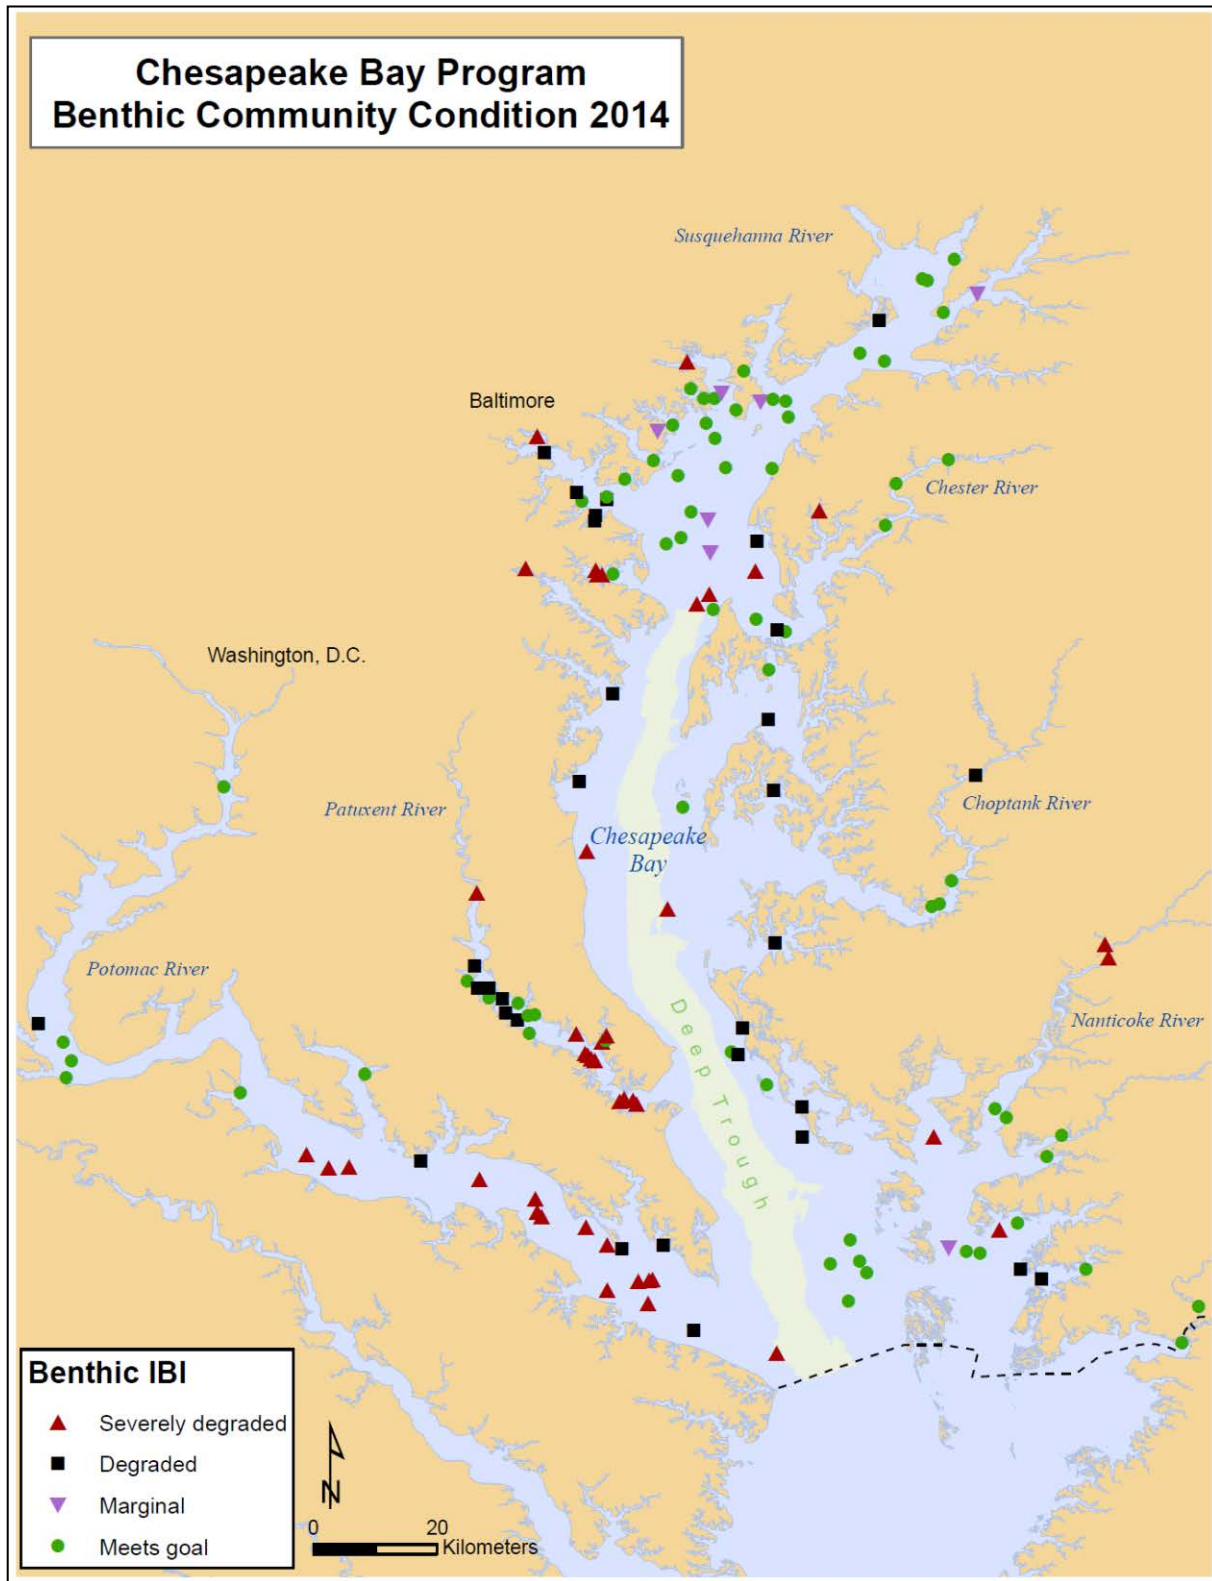 Chesapeake Bay Program
Benthic Community Condition 2014
Susquehanna River
Baltimore
Chester River
Washington, D.C.
Patuxent River
Choptank River
Chesapeake
Bay
Potomac River
Nanticoke River
Deep Trough
Benthic IBI
Severely degraded
Degraded
Marginal
Meets goal
N
0 20
Kilometers